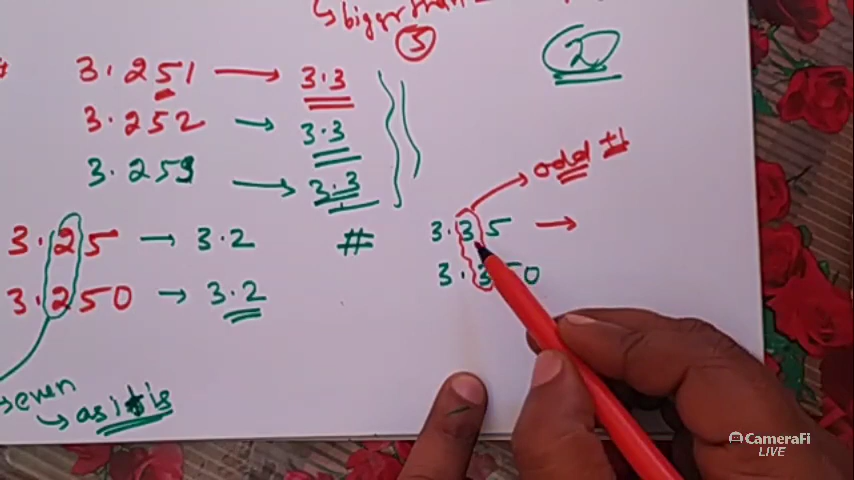 ↳ bigger than
5
2
3.251 → 3.3
3.252 → 3.3
3.259 → 3.3
odd #
3.25 → 3.2
# 3.35 →
3.250 → 3.2
3.350
→ even
↳ as it is
CameraFi
LIVE